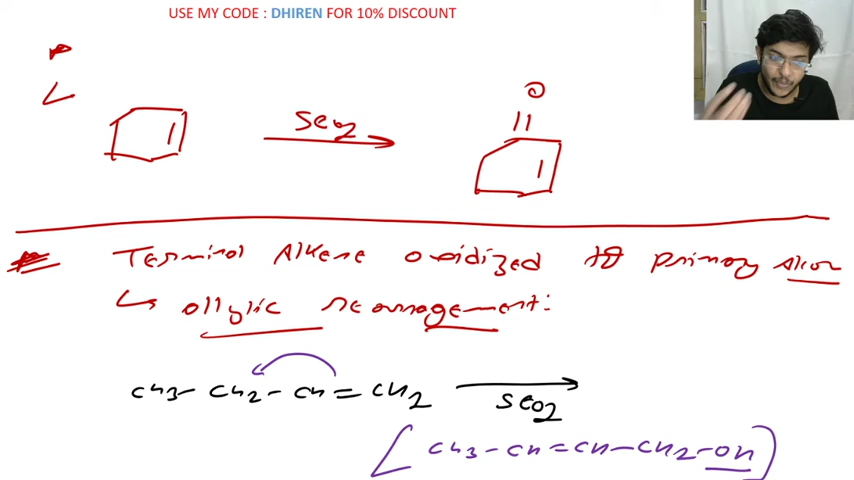 USE MY CODE : DHIREN FOR 10% DISCOUNT
SeO2
O
Terminal Alkene oxidized to primary alcon
↳ allylic rearrangement:
CH3 - CH2 - CH = CH2
SeO2
[ CH3 - CH = CH - CH2 - OH ]